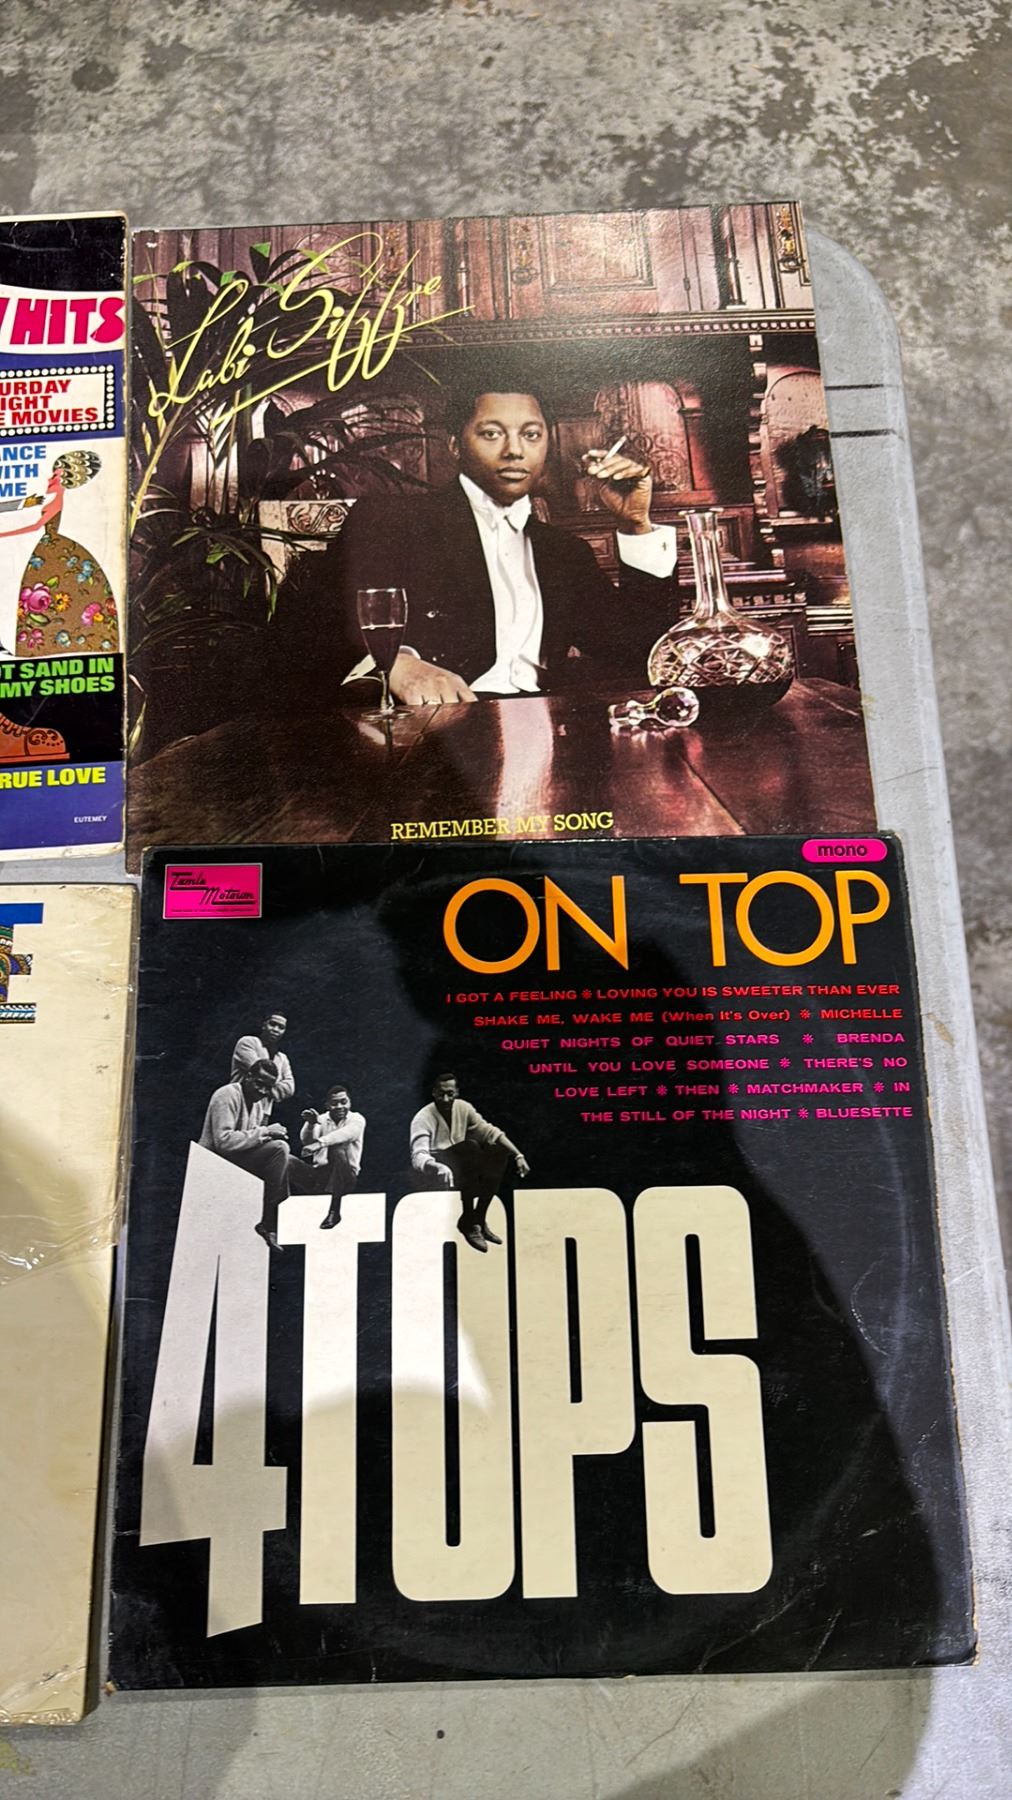 HITS
URDAY
IGHT
E MOVIES
ANCE
WITH
ME
T SAND IN
MY SHOES
RUE LOVE
EUTEMEY
Labi Siffre
REMEMBER MY SONG
mono
Tamla
Motown
ON TOP
I GOT A FEELING ※ LOVING YOU IS SWEETER THAN EVER
SHAKE ME, WAKE ME (When It's Over) ※ MICHELLE
QUIET NIGHTS OF QUIET STARS ※ BRENDA
UNTIL YOU LOVE SOMEONE ※ THERE'S NO
LOVE LEFT ※ THEN ※ MATCHMAKER ※ IN
THE STILL OF THE NIGHT ※ BLUESETTE
4 TOPS